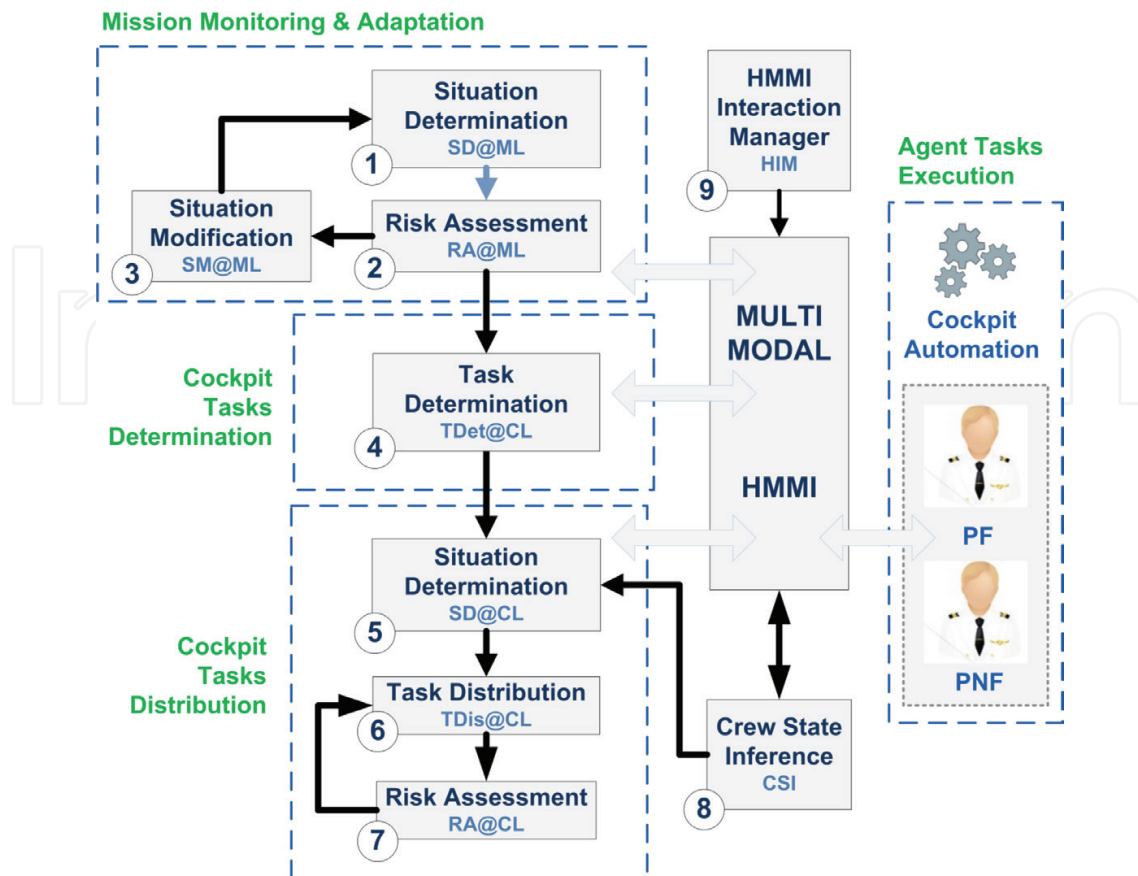 Mission Monitoring & Adaptation
Situation
Determination
SD@ML
1
Risk Assessment
RA@ML
2
Situation
Modification
SM@ML
3
Cockpit
Tasks
Determination
Task
Determination
TDet@CL
4
Cockpit
Tasks
Distribution
Situation
Determination
SD@CL
5
Task Distribution
TDis@CL
6
Risk Assessment
RA@CL
7
HMMI
Interaction
Manager
HIM
9
MULTI
MODAL
HMMI
Crew State
Inference
CSI
8
Agent Tasks
Execution
Cockpit
Automation
PF
PNF